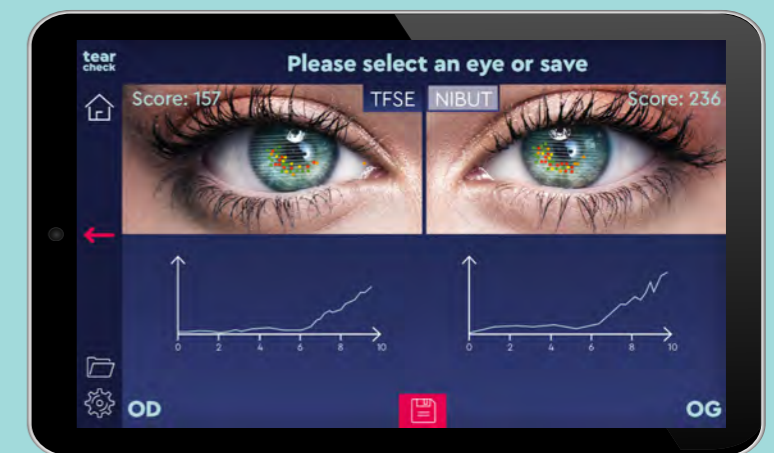 tear
check
Please select an eye or save
Score: 157
TFSE
NIBUT
Score: 236
0 2 4 6 8 10
0 2 4 6 8 10
OD
OG